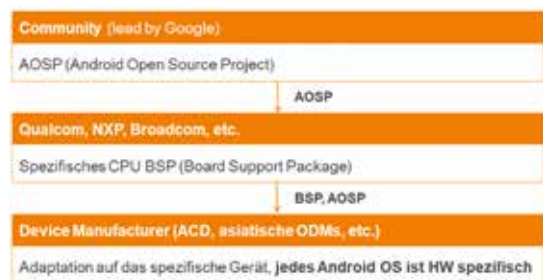 Community (lead by Google)
AOSP (Android Open Source Project)
AOSP
Qualcom, NXP, Broadcom, etc.
Spezifisches CPU BSP (Board Support Package)
BSP, AOSP
Device Manufacturer (ACD, asiatische ODMs, etc.)
Adaptation auf das spezifische Gerät, jedes Android OS ist HW spezifisch